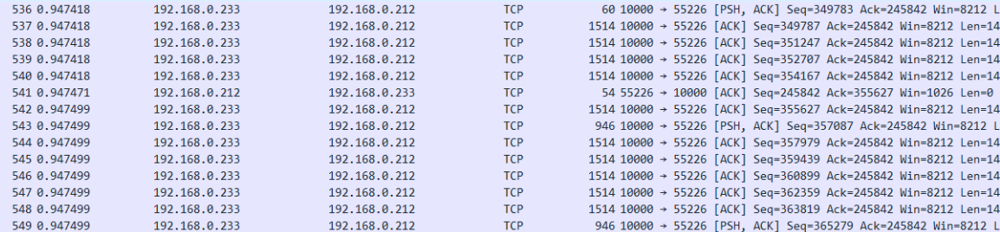 536 0.947418 192.168.0.233 192.168.0.212 TCP 60 10000 → 55226 [PSH, ACK] Seq=349783 Ack=245842 Win=8212 L
537 0.947418 192.168.0.233 192.168.0.212 TCP 1514 10000 → 55226 [ACK] Seq=349787 Ack=245842 Win=8212 Len=14
538 0.947418 192.168.0.233 192.168.0.212 TCP 1514 10000 → 55226 [ACK] Seq=351247 Ack=245842 Win=8212 Len=14
539 0.947418 192.168.0.233 192.168.0.212 TCP 1514 10000 → 55226 [ACK] Seq=352707 Ack=245842 Win=8212 Len=14
540 0.947418 192.168.0.233 192.168.0.212 TCP 1514 10000 → 55226 [ACK] Seq=354167 Ack=245842 Win=8212 Len=14
541 0.947471 192.168.0.212 192.168.0.233 TCP 54 55226 → 10000 [ACK] Seq=245842 Ack=355627 Win=1026 Len=0
542 0.947499 192.168.0.233 192.168.0.212 TCP 1514 10000 → 55226 [ACK] Seq=355627 Ack=245842 Win=8212 Len=14
543 0.947499 192.168.0.233 192.168.0.212 TCP 946 10000 → 55226 [PSH, ACK] Seq=357087 Ack=245842 Win=8212 L
544 0.947499 192.168.0.233 192.168.0.212 TCP 1514 10000 → 55226 [ACK] Seq=357979 Ack=245842 Win=8212 Len=14
545 0.947499 192.168.0.233 192.168.0.212 TCP 1514 10000 → 55226 [ACK] Seq=359439 Ack=245842 Win=8212 Len=14
546 0.947499 192.168.0.233 192.168.0.212 TCP 1514 10000 → 55226 [ACK] Seq=360899 Ack=245842 Win=8212 Len=14
547 0.947499 192.168.0.233 192.168.0.212 TCP 1514 10000 → 55226 [ACK] Seq=362359 Ack=245842 Win=8212 Len=14
548 0.947499 192.168.0.233 192.168.0.212 TCP 1514 10000 → 55226 [ACK] Seq=363819 Ack=245842 Win=8212 Len=14
549 0.947499 192.168.0.233 192.168.0.212 TCP 946 10000 → 55226 [PSH, ACK] Seq=365279 Ack=245842 Win=8212 L